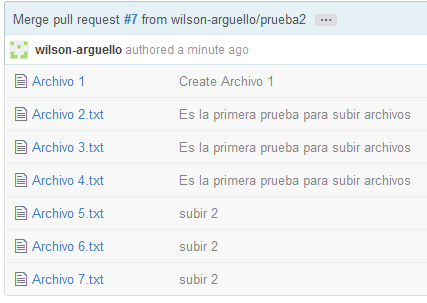 Merge pull request #7 from wilson-arguello/prueba2 ...
wilson-arguello authored a minute ago
Archivo 1 Create Archivo 1
Archivo 2.txt Es la primera prueba para subir archivos
Archivo 3.txt Es la primera prueba para subir archivos
Archivo 4.txt Es la primera prueba para subir archivos
Archivo 5.txt subir 2
Archivo 6.txt subir 2
Archivo 7.txt subir 2